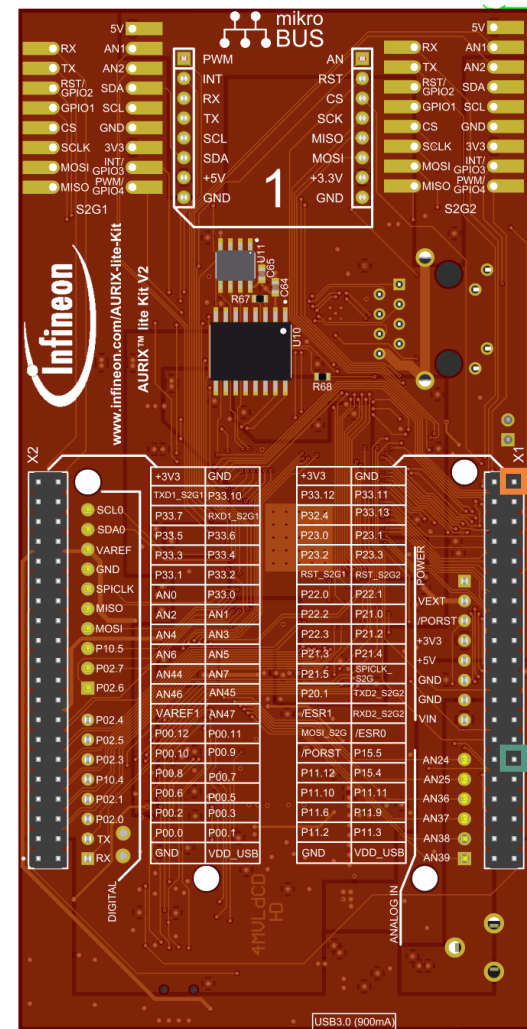 mikro
BUS
5V
RX AN1
TX AN2
RST/
GPIO2 SDA
GPIO1 SCL
CS GND
SCLK 3V3
MOSI INT/
GPIO3
MISO PWM/
GPIO4
S2G1
PWM AN
INT RST
RX CS
TX SCK
SCL MISO
SDA MOSI
+5V +3.3V
GND GND
1
5V
RX AN1
TX AN2
RST/
GPIO2 SDA
GPIO1 SCL
CS GND
SCLK 3V3
MOSI INT/
GPIO3
MISO PWM/
GPIO4
S2G2
Infineon
www.infineon.com/AURIX-lite-Kit
AURIX™ lite Kit V2
U11
C65
C64
R67
U10
R68
X2
X1
SCL0
SDA0
VAREF
GND
SPICLK
MISO
MOSI
P10.5
P02.7
P02.6
P02.4
P02.5
P02.3
P10.4
P02.1
P02.0
TX
RX
DIGITAL
+3V3 GND
TXD1_S2G1 P33.10
P33.7 RXD1_S2G1
P33.5 P33.6
P33.3 P33.4
P33.1 P33.2
AN0 P33.0
AN2 AN1
AN4 AN3
AN6 AN5
AN44 AN7
AN46 AN45
VAREF1 AN47
P00.12 P00.11
P00.10 P00.9
P00.8 P00.7
P00.6 P00.5
P00.2 P00.3
P00.0 P00.1
GND VDD_USB
+3V3 GND
P33.12 P33.11
P32.4 P33.13
P23.0 P23.1
P23.2 P23.3
RST_S2G1 RST_S2G2
P22.0 P22.1
P22.2 P21.0
P22.3 P21.2
P21.3 P21.4
P21.5 SPICLK_
S2G
P20.1 TXD2_S2G2
/ESR1 RXD2_S2G2
MOSI_S2G /ESR0
/PORST P15.5
P11.12 P15.4
P11.10 P11.11
P11.6 P11.9
P11.2 P11.3
GND VDD_USB
POWER
VEXT
/PORST
+3V3
+5V
GND
GND
VIN
AN24
AN25
AN36
AN37
AN38
AN39
ANALOG IN
4MVLdCD
HD
USB3.0 (900mA)